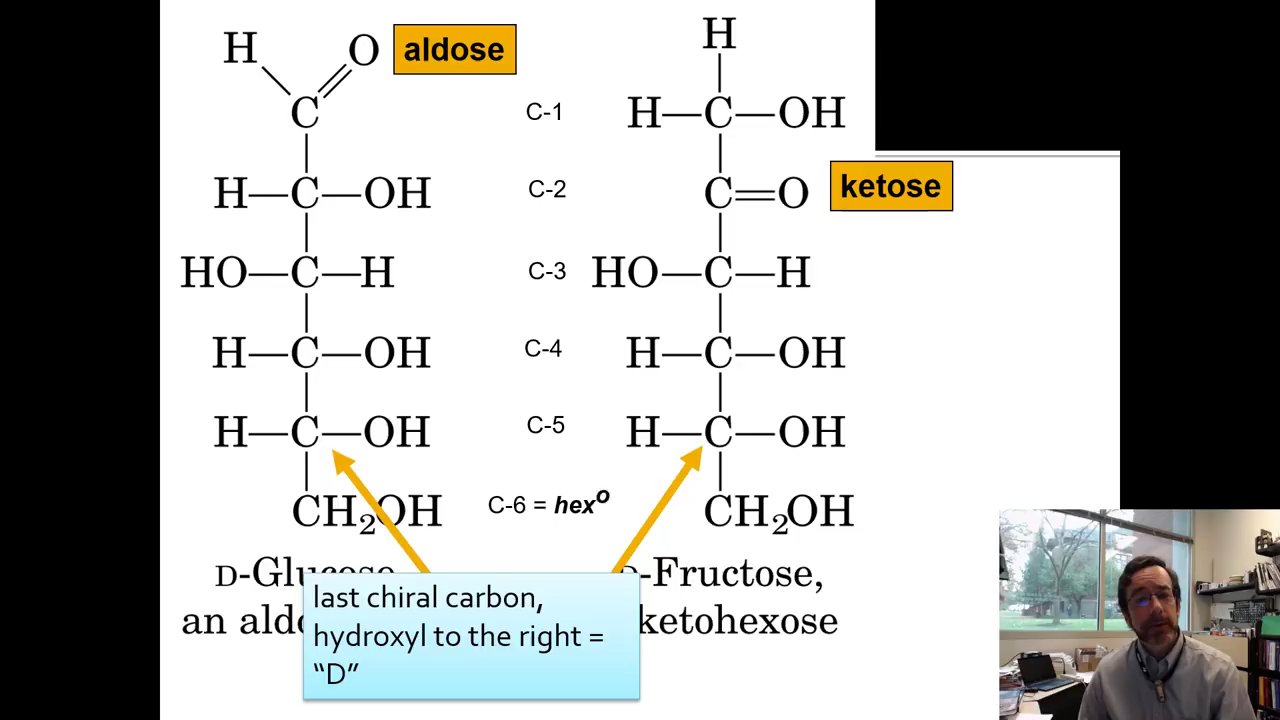 H O aldose H
C C-1 H—C—OH
H—C—OH C-2 C=O ketose
HO—C—H C-3 HO—C—H
H—C—OH C-4 H—C—OH
H—C—OH C-5 H—C—OH
CH₂OH C-6 = hexᴼ CH₂OH
D-Glucose -Fructose,
an aldo ketohexose
last chiral carbon,
hydroxyl to the right =
“D”